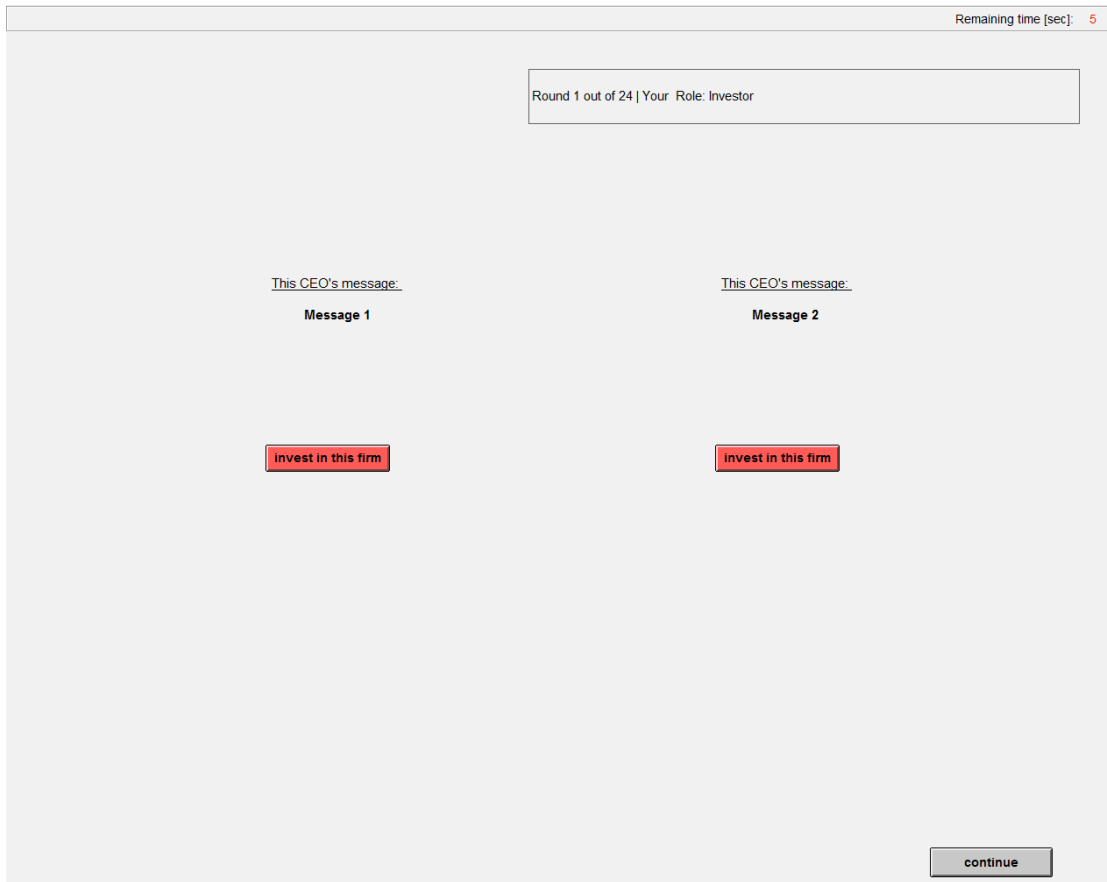 Remaining time [sec]: 5
Round 1 out of 24 | Your Role: Investor
This CEO's message:
Message 1
invest in this firm
This CEO's message:
Message 2
invest in this firm
continue